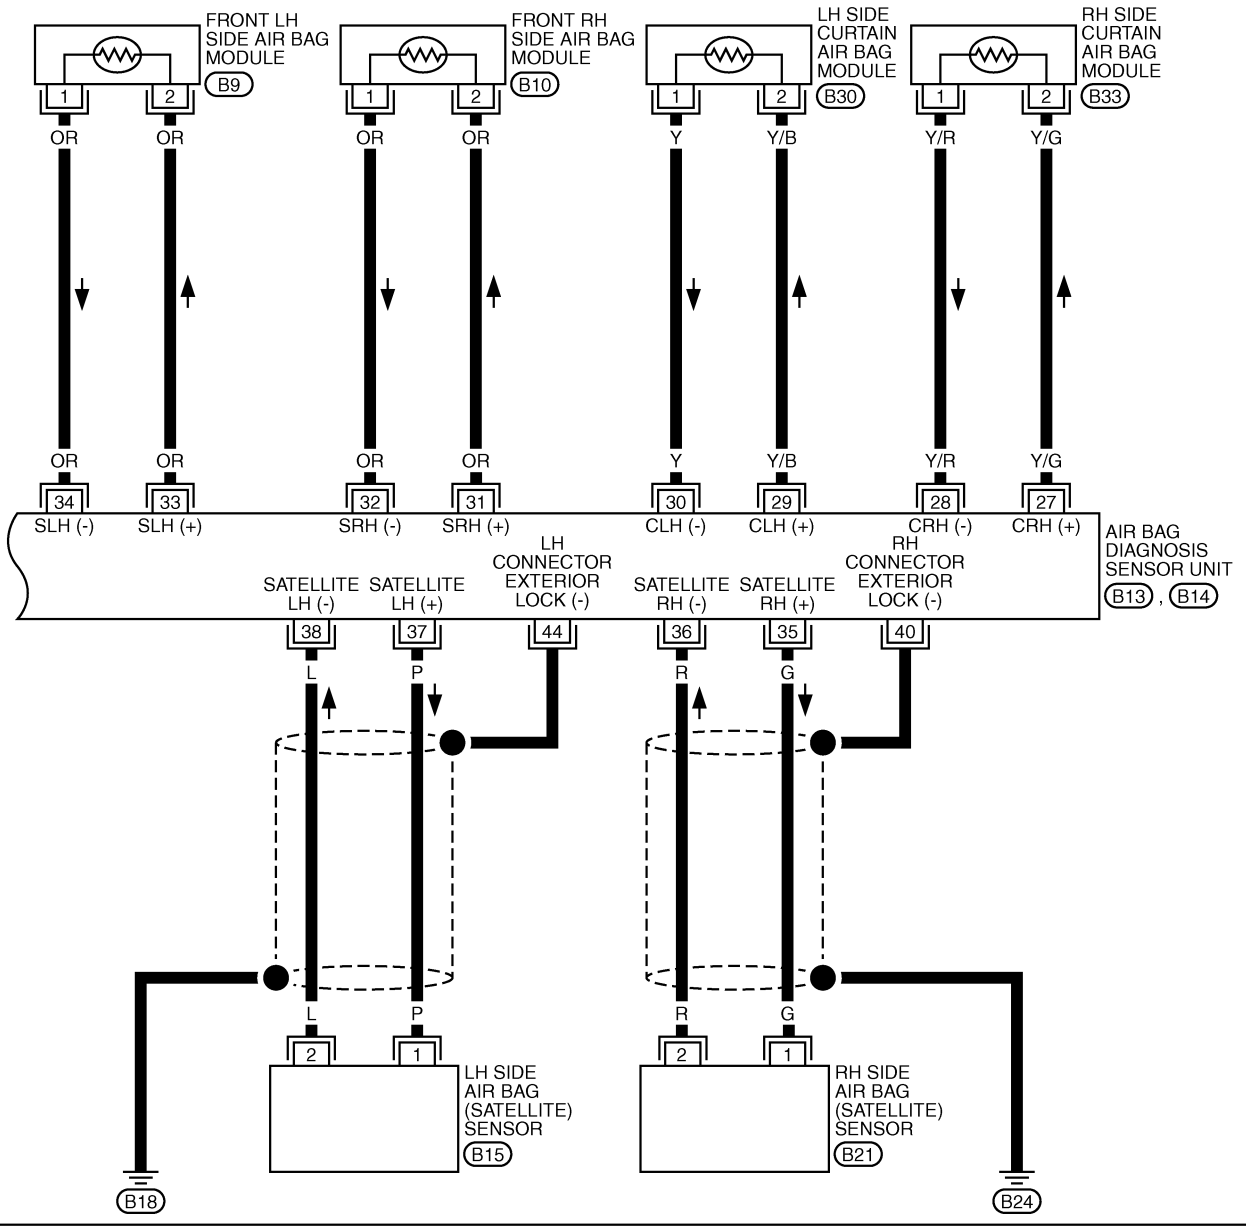 FRONT LH
SIDE AIR BAG
MODULE
B9
FRONT RH
SIDE AIR BAG
MODULE
B10
LH SIDE
CURTAIN
AIR BAG
MODULE
B30
RH SIDE
CURTAIN
AIR BAG
MODULE
B33
1 2 1 2 1 2 1 2
OR OR OR OR Y Y/B Y/R Y/G
OR OR OR OR Y Y/B Y/R Y/G
34 33 32 31 30 29 28 27
SLH (-) SLH (+) SRH (-) SRH (+) CLH (-) CLH (+) CRH (-) CRH (+)
AIR BAG
DIAGNOSIS
SENSOR UNIT
B13 , B14
SATELLITE
LH (-)
SATELLITE
LH (+)
LH
CONNECTOR
EXTERIOR
LOCK (-)
SATELLITE
RH (-)
SATELLITE
RH (+)
RH
CONNECTOR
EXTERIOR
LOCK (-)
38 37 44 36 35 40
L P R G
L P R G
2 1 2 1
LH SIDE
AIR BAG
(SATELLITE)
SENSOR
B15
RH SIDE
AIR BAG
(SATELLITE)
SENSOR
B21
B18
B24